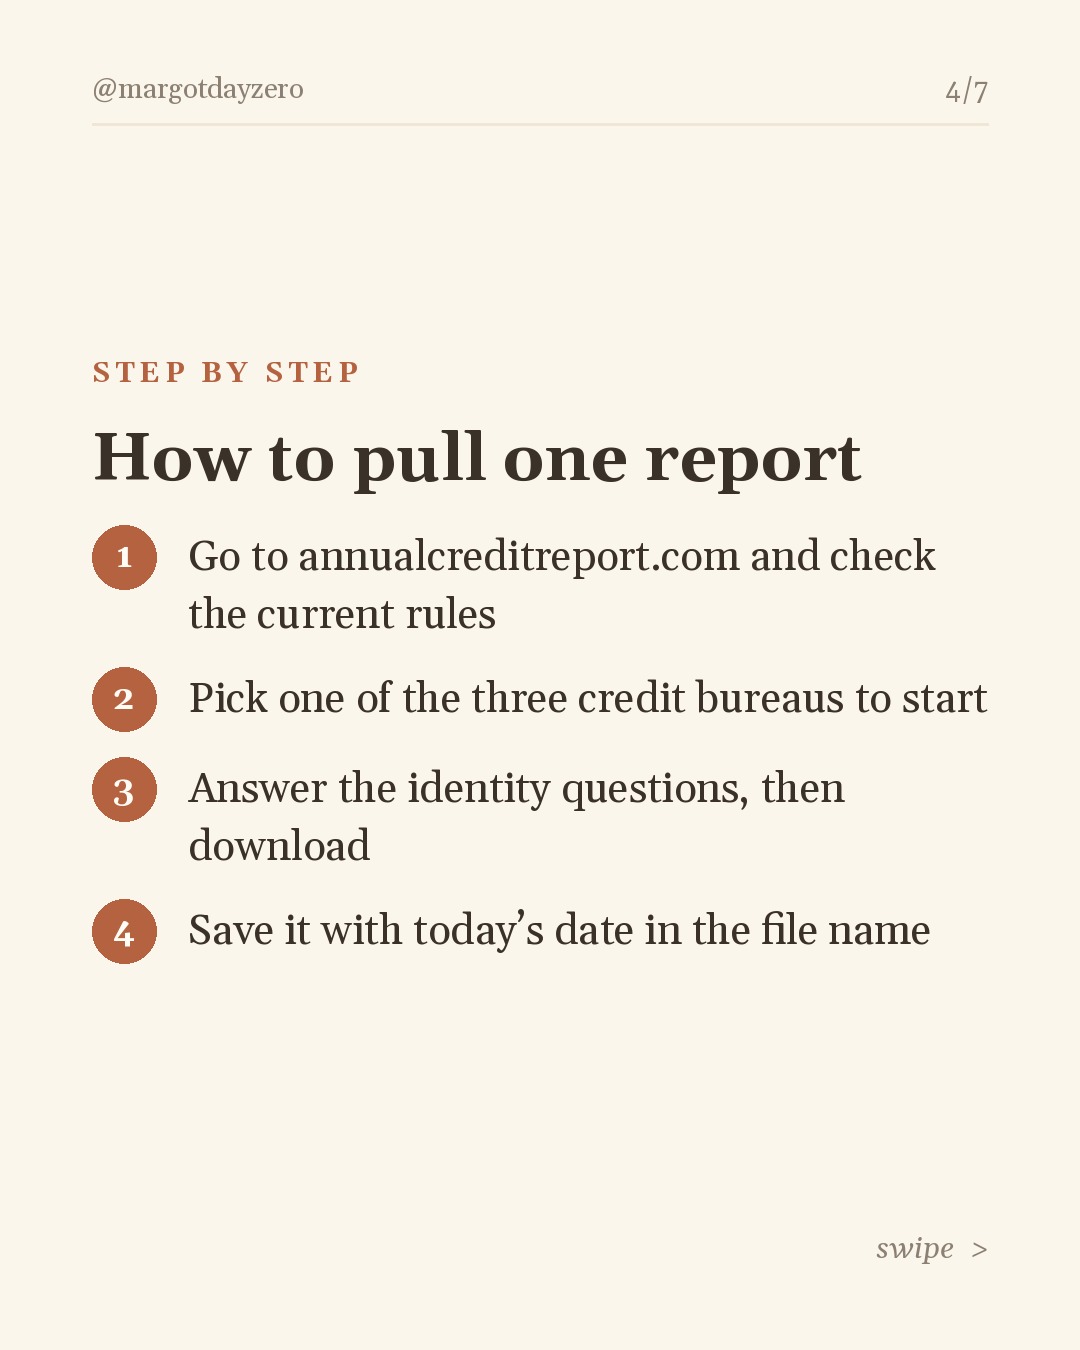 @margotdayzero
4/7
STEP BY STEP
How to pull one report
1 Go to annualcreditreport.com and check
the current rules
2 Pick one of the three credit bureaus to start
3 Answer the identity questions, then
download
4 Save it with today’s date in the file name
swipe >